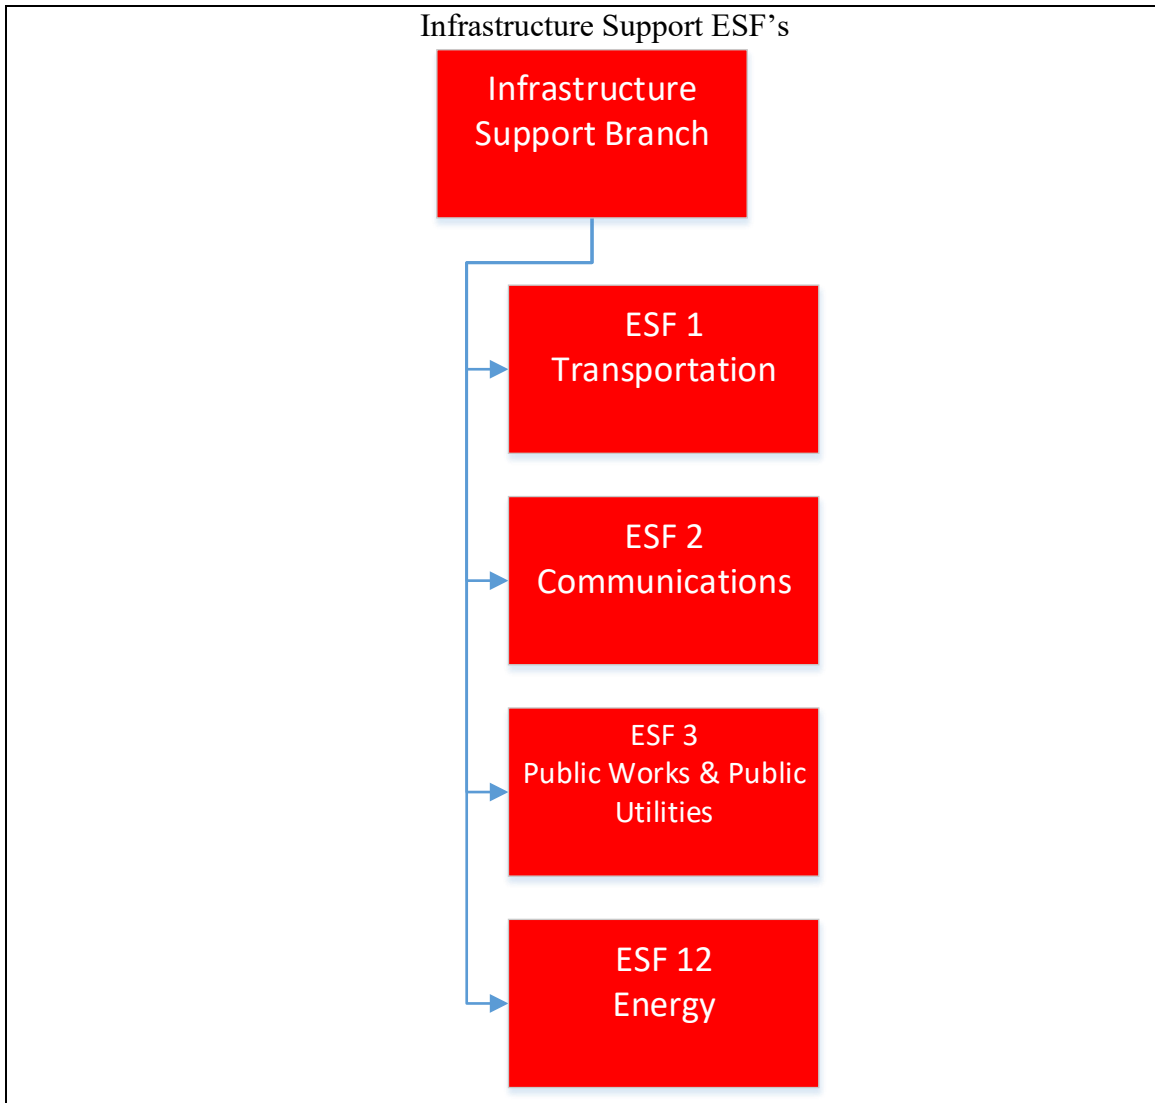 Infrastructure Support ESF’s
Infrastructure
Support Branch
ESF 1
Transportation
ESF 2
Communications
ESF 3
Public Works & Public
Utilities
ESF 12
Energy